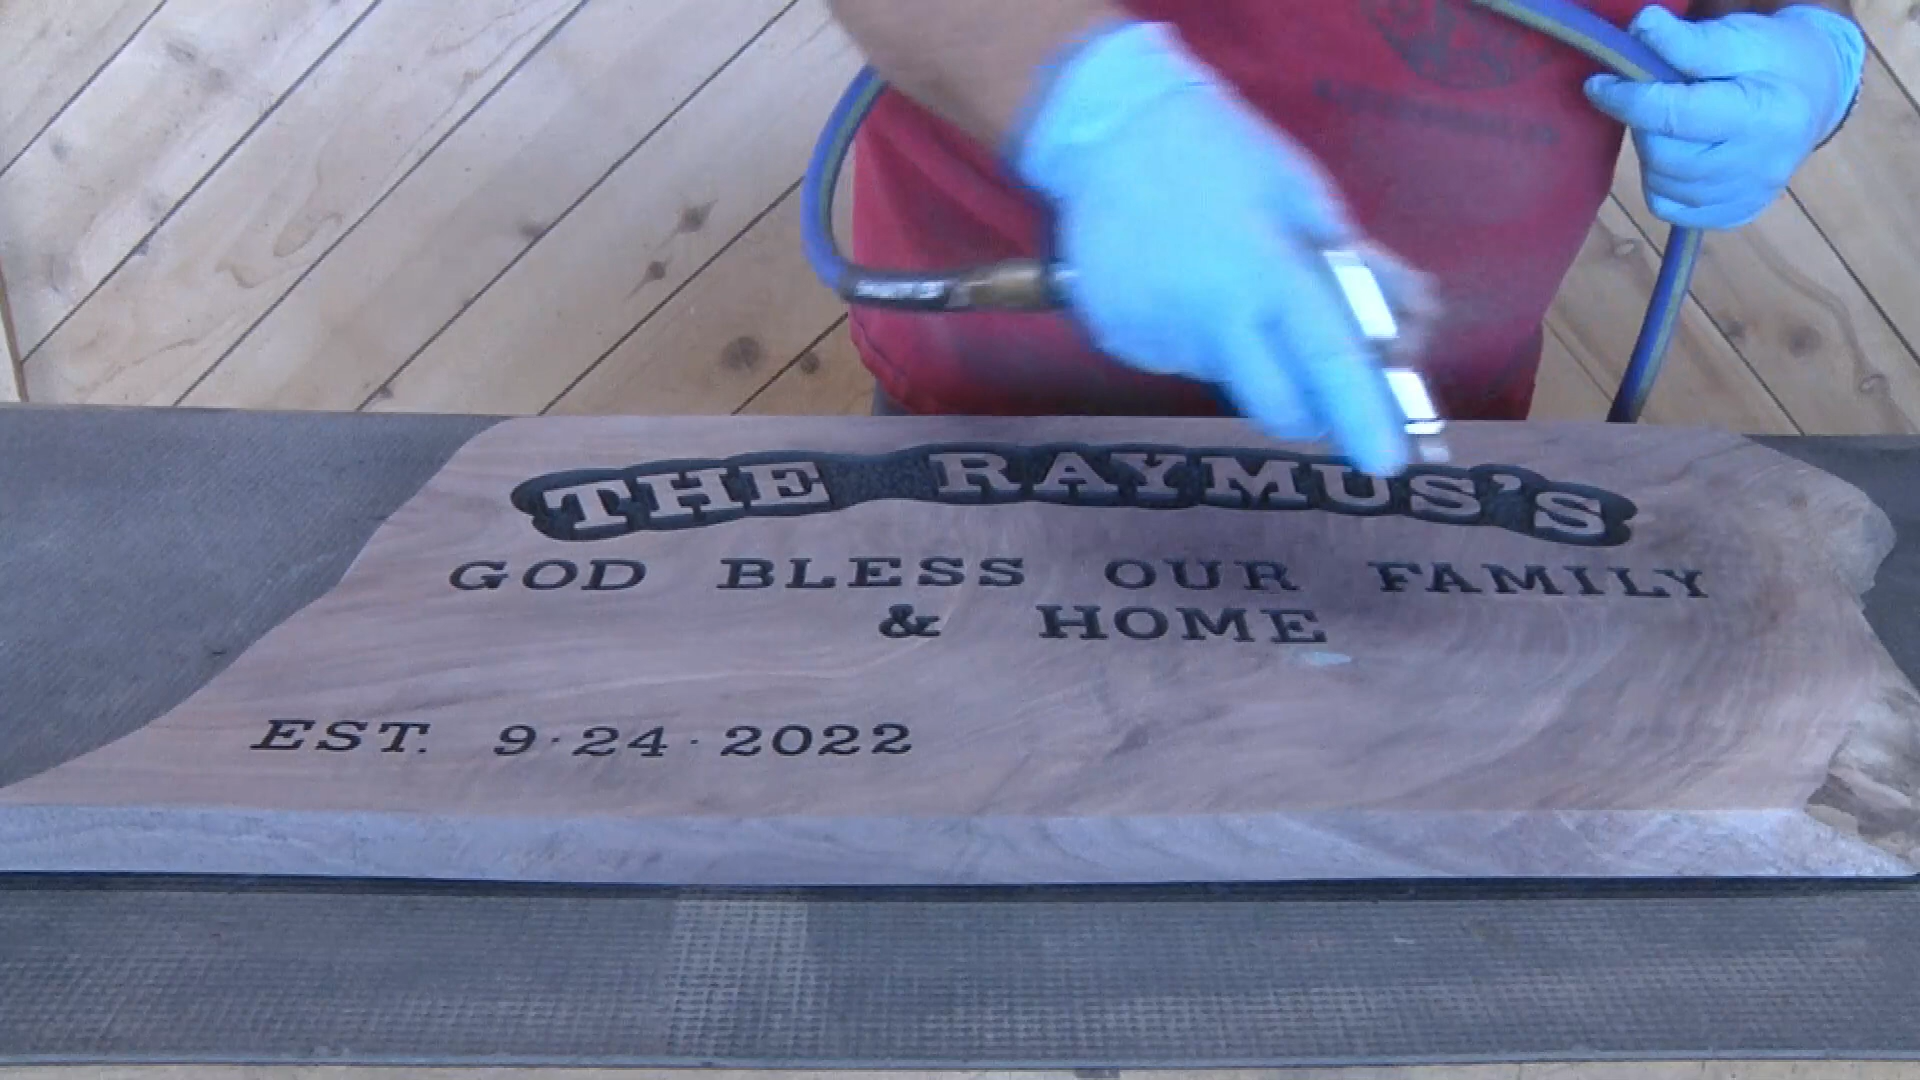 THE RAYMUS'S
GOD BLESS OUR FAMILY
& HOME
EST. 9·24·2022